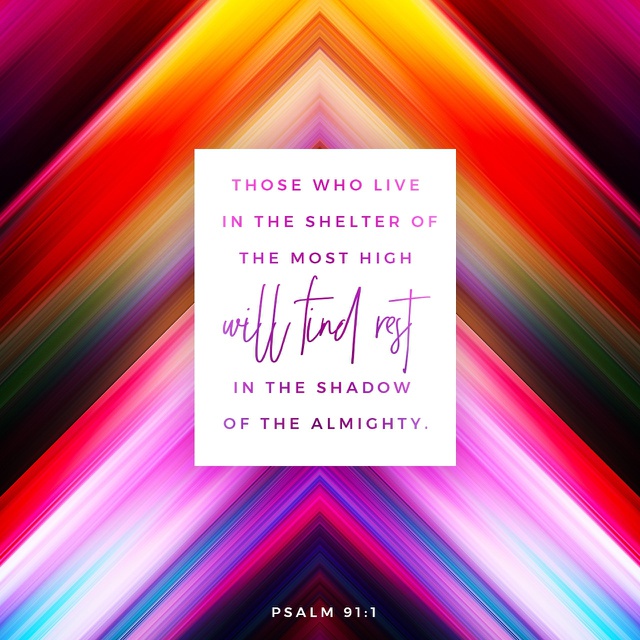 THOSE WHO LIVE
IN THE SHELTER OF
THE MOST HIGH
will find rest
IN THE SHADOW
OF THE ALMIGHTY.
PSALM 91:1